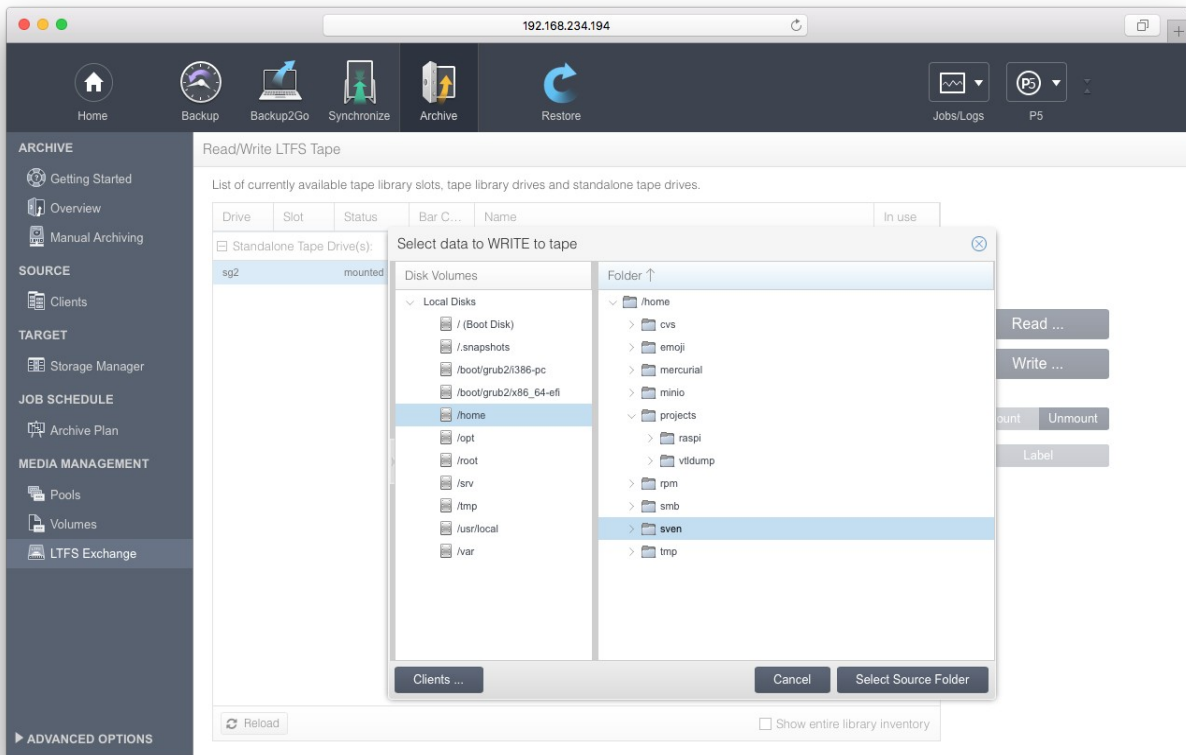 192.168.234.194
Home
Backup
Backup2Go
Synchronize
Archive
Restore
Jobs/Logs
P5
P5
ARCHIVE
Getting Started
Overview
Manual Archiving
SOURCE
Clients
TARGET
Storage Manager
JOB SCHEDULE
Archive Plan
MEDIA MANAGEMENT
Pools
Volumes
LTFS Exchange
ADVANCED OPTIONS
Read/Write LTFS Tape
List of currently available tape library slots, tape library drives and standalone tape drives.
Drive Slot Status Bar C... Name In use
Standalone Tape Drive(s):
sg2 mounted
Select data to WRITE to tape
Disk Volumes
Local Disks
/ (Boot Disk)
/.snapshots
/boot/grub2/i386-pc
/boot/grub2/x86_64-efi
/home
/opt
/root
/srv
/tmp
/usr/local
/var
Folder ↑
/home
cvs
emoji
mercurial
minio
projects
raspi
vtldump
rpm
smb
sven
tmp
Clients ...
Cancel
Select Source Folder
Read ...
Write ...
ount
Unmount
Label
Reload
Show entire library inventory